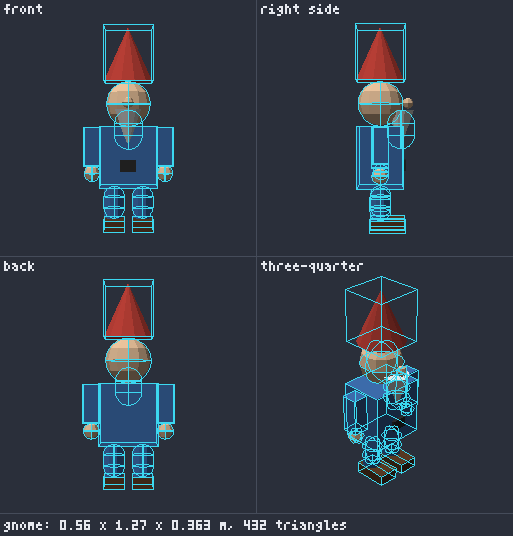 front
right side
back
three-quarter
gnome: 0.56 x 1.27 x 0.363 m, 432 triangles